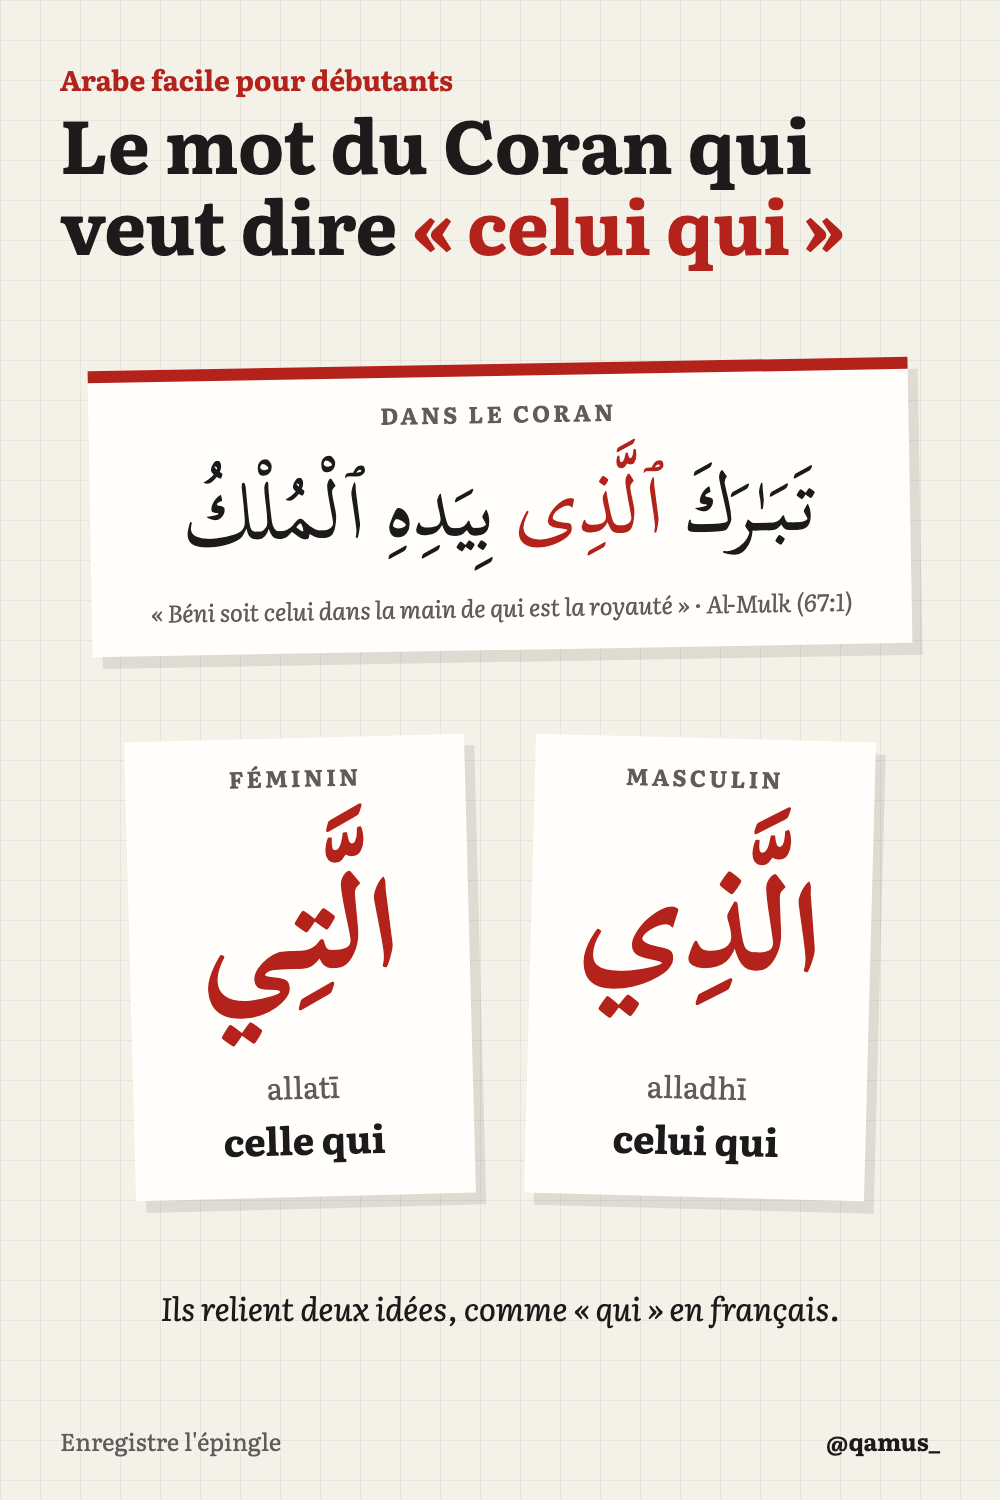 Arabe facile pour débutants
Le mot du Coran qui
veut dire « celui qui »
DANS LE CORAN
تَبَـٰرَكَ ٱلَّذِى بِيَدِهِ ٱلْمُلْكُ
« Béni soit celui dans la main de qui est la royauté » · Al-Mulk (67:1)
FÉMININ
الَّتِي
allatī
celle qui
MASCULIN
الَّذِي
alladhī
celui qui
Ils relient deux idées, comme « qui » en français.
Enregistre l'épingle
@qamus_